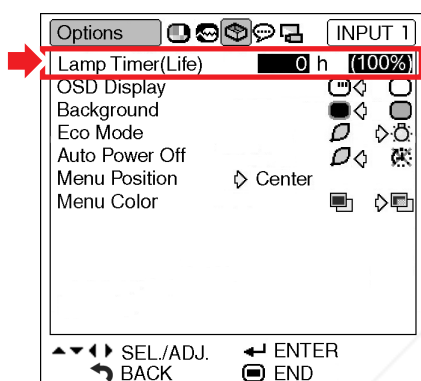 Options INPUT 1
Lamp Timer(Life) 0 h (100%)
OSD Display
Background
Eco Mode
Auto Power Off
Menu Position Center
Menu Color
SEL./ADJ. ENTER
BACK END